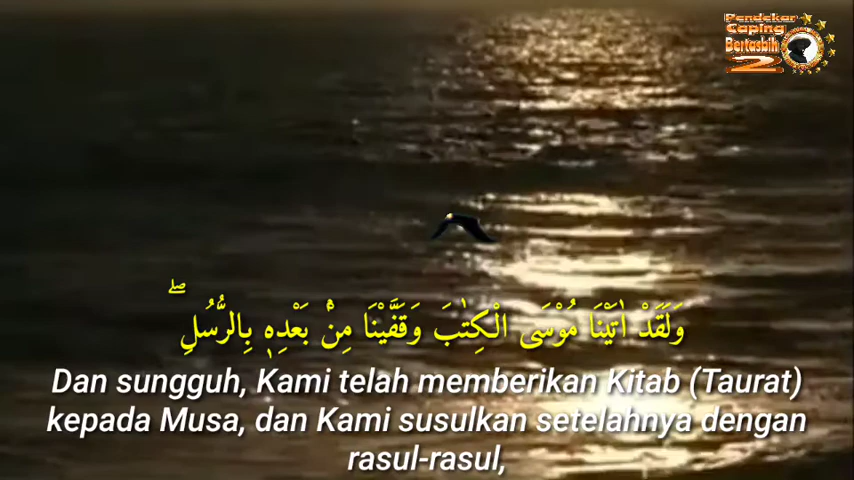 Pendekar
Caping
Bertasbih
2
وَلَقَدْ اٰتَيْنَا مُوْسَى الْكِتٰبَ وَقَفَّيْنَا مِنْۢ بَعْدِهٖ بِالرُّسُلِ ۖ
Dan sungguh, Kami telah memberikan Kitab (Taurat)
kepada Musa, dan Kami susulkan setelahnya dengan
rasul-rasul,